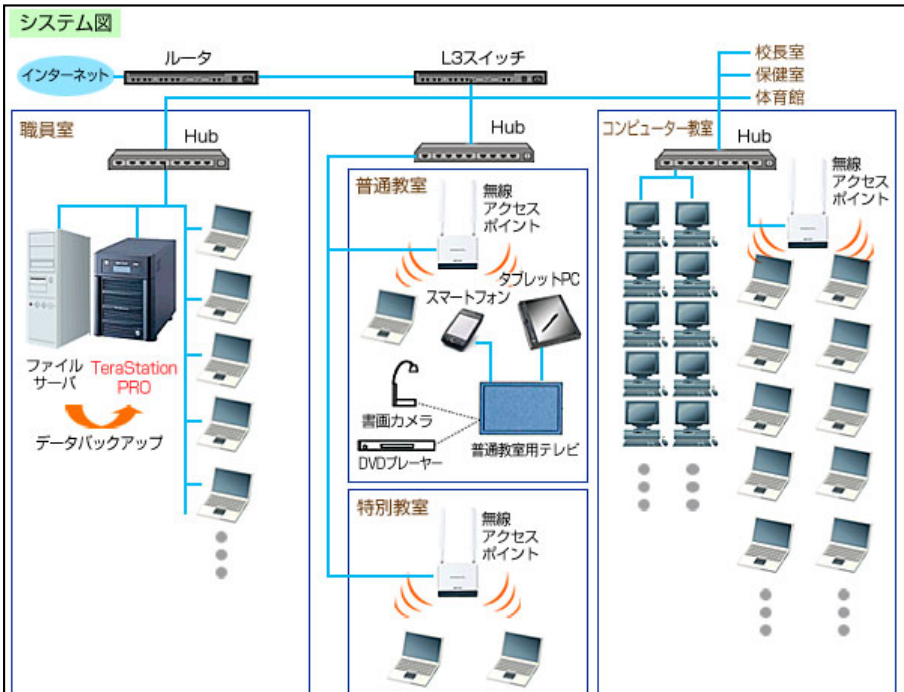 システム図
インターネット
ルータ
L3スイッチ
校長室
保健室
体育館
職員室
Hub
ファイル
サーバ
TeraStation
PRO
データバックアップ
Hub
普通教室
無線
アクセス
ポイント
スマートフォン
タブレットPC
書画カメラ
DVDプレーヤー
普通教室用テレビ
特別教室
無線
アクセス
ポイント
コンピューター教室
Hub
無線
アクセス
ポイント